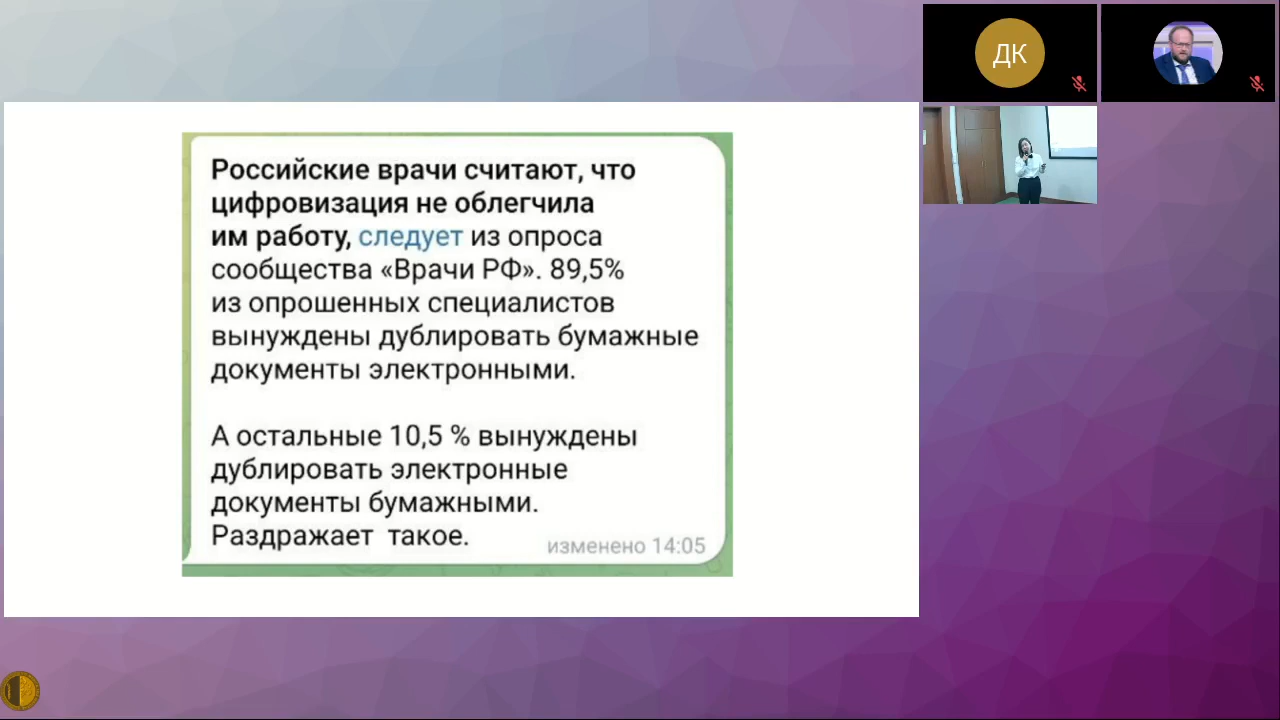 Российские врачи считают, что
цифровизация не облегчила
им работу, следует из опроса
сообщества «Врачи РФ». 89,5%
из опрошенных специалистов
вынуждены дублировать бумажные
документы электронными.
А остальные 10,5 % вынуждены
дублировать электронные
документы бумажными.
Раздражает такое.
изменено 14:05
ДК